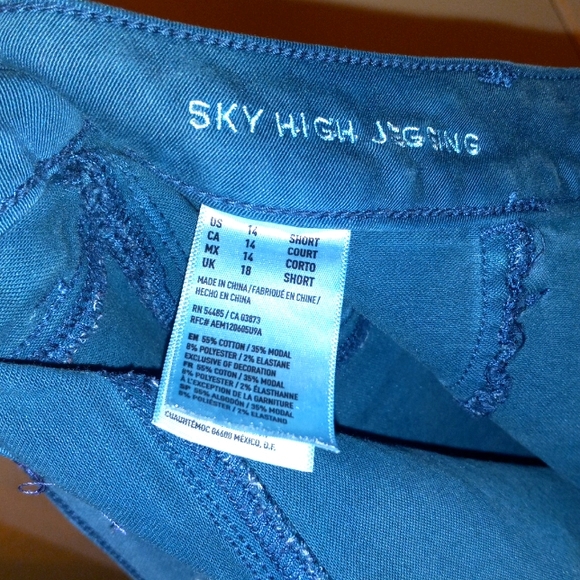 SKY HIGH JEGGING
US 14 SHORT
CA 14 COURT
MX 14 CORTO
UK 18 SHORT
MADE IN CHINA/FABRIQUÉ EN CHINE/
HECHO EN CHINA
RN 54485/CA 03873
RFC# AEM120605U9A
EN 55% COTTON/35% MODAL
8% POLYESTER/2% ELASTANE
EXCLUSIVE OF DECORATION
FR 55% COTON/35% MODAL
8% POLYESTER/2% ÉLASTHANNE
À L'EXCEPTION DE LA GARNITURE
SP 55% ALGODÓN/35% MODAL
8% POLIÉSTER/2% ELASTANO
CUAUHTÉMOC 06600 MÉXICO, D.F.